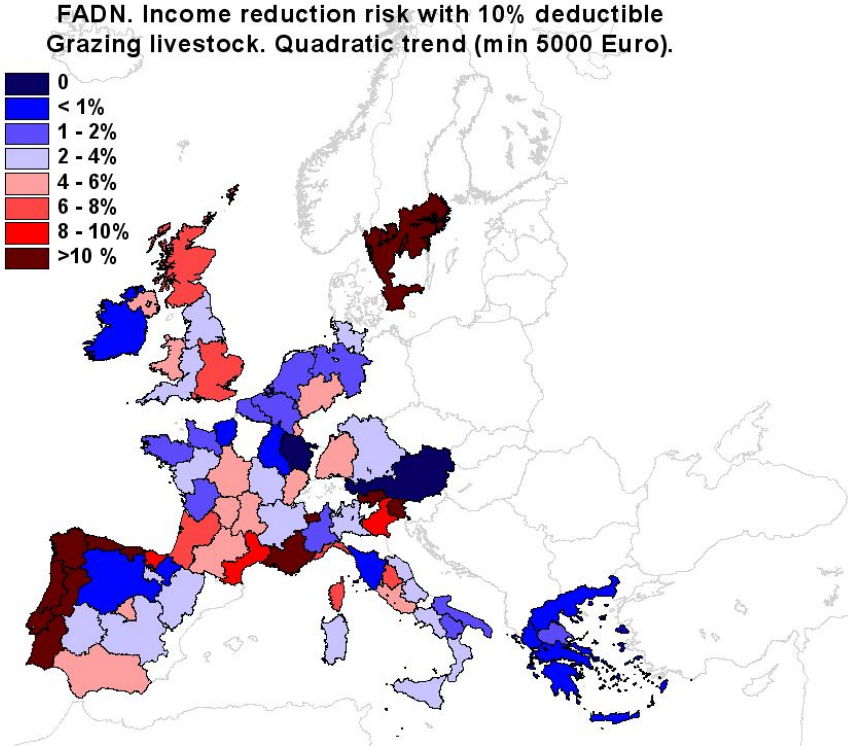 FADN. Income reduction risk with 10% deductible
Grazing livestock. Quadratic trend (min 5000 Euro).
0
< 1%
1 - 2%
2 - 4%
4 - 6%
6 - 8%
8 - 10%
>10 %